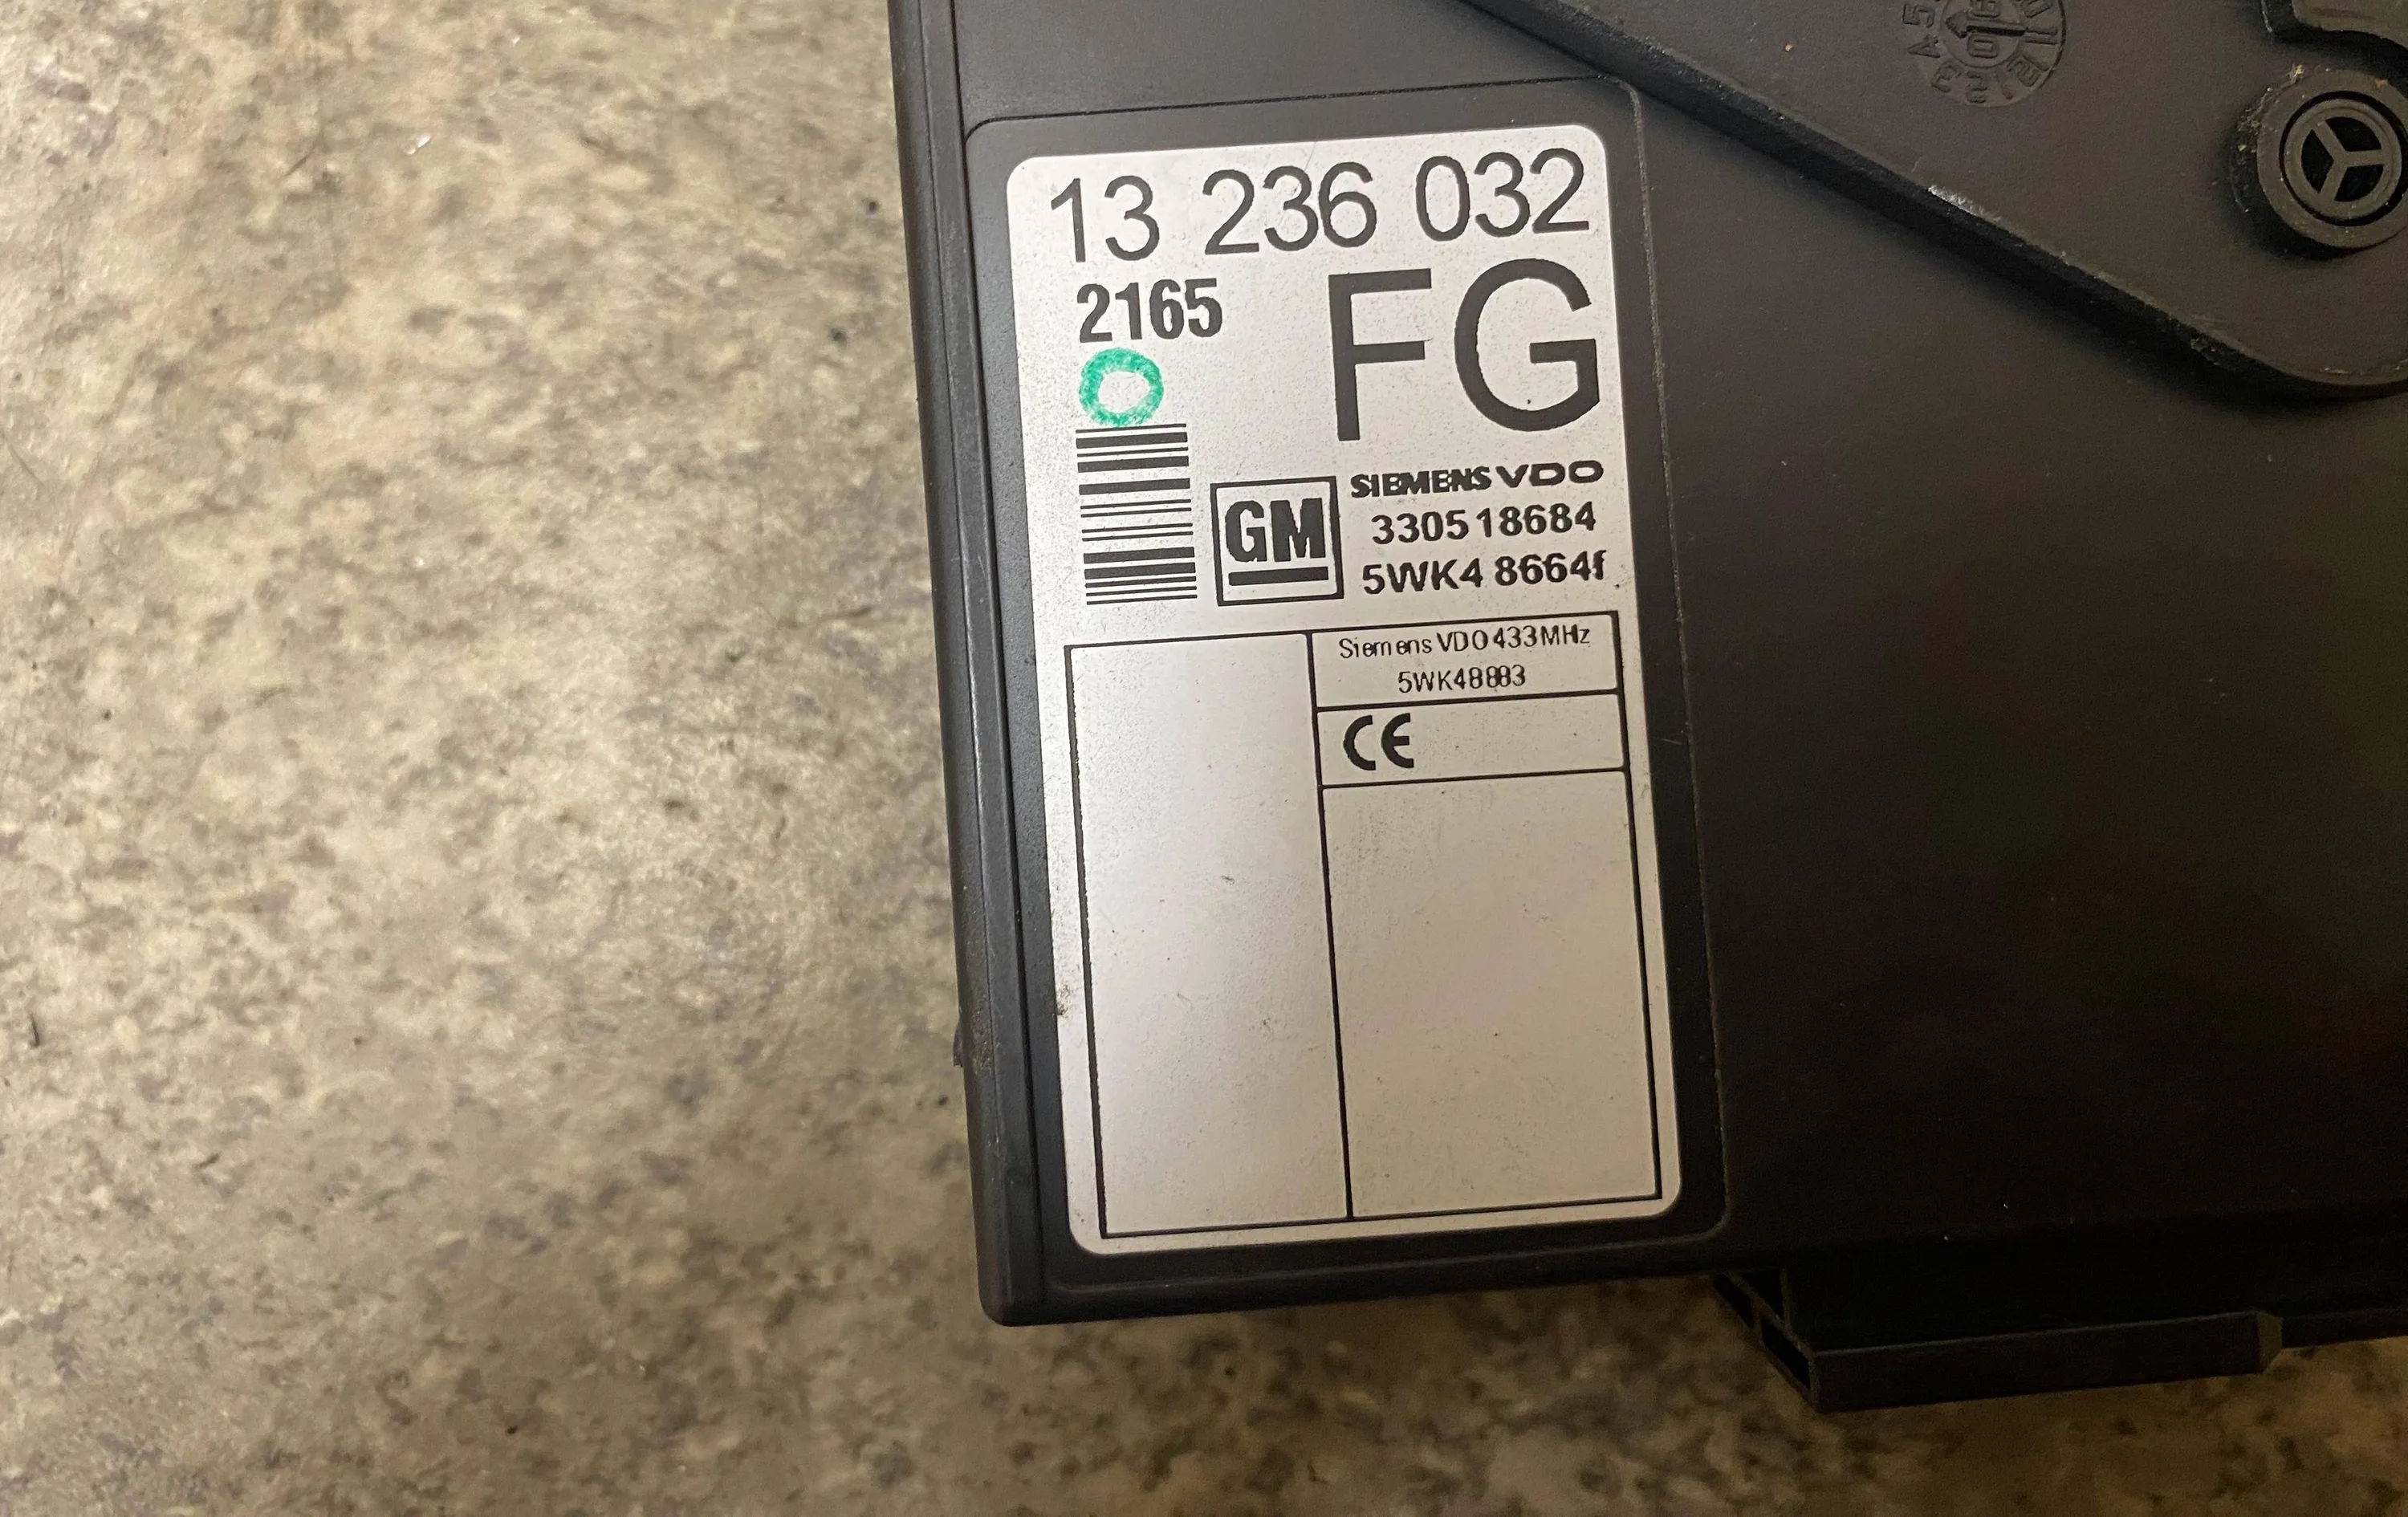 13 236 032
2165
FG
GM
SIEMENS VDO
330518684
5WK4 8664f
Siemens VDO 433MHz
5WK48883
CE